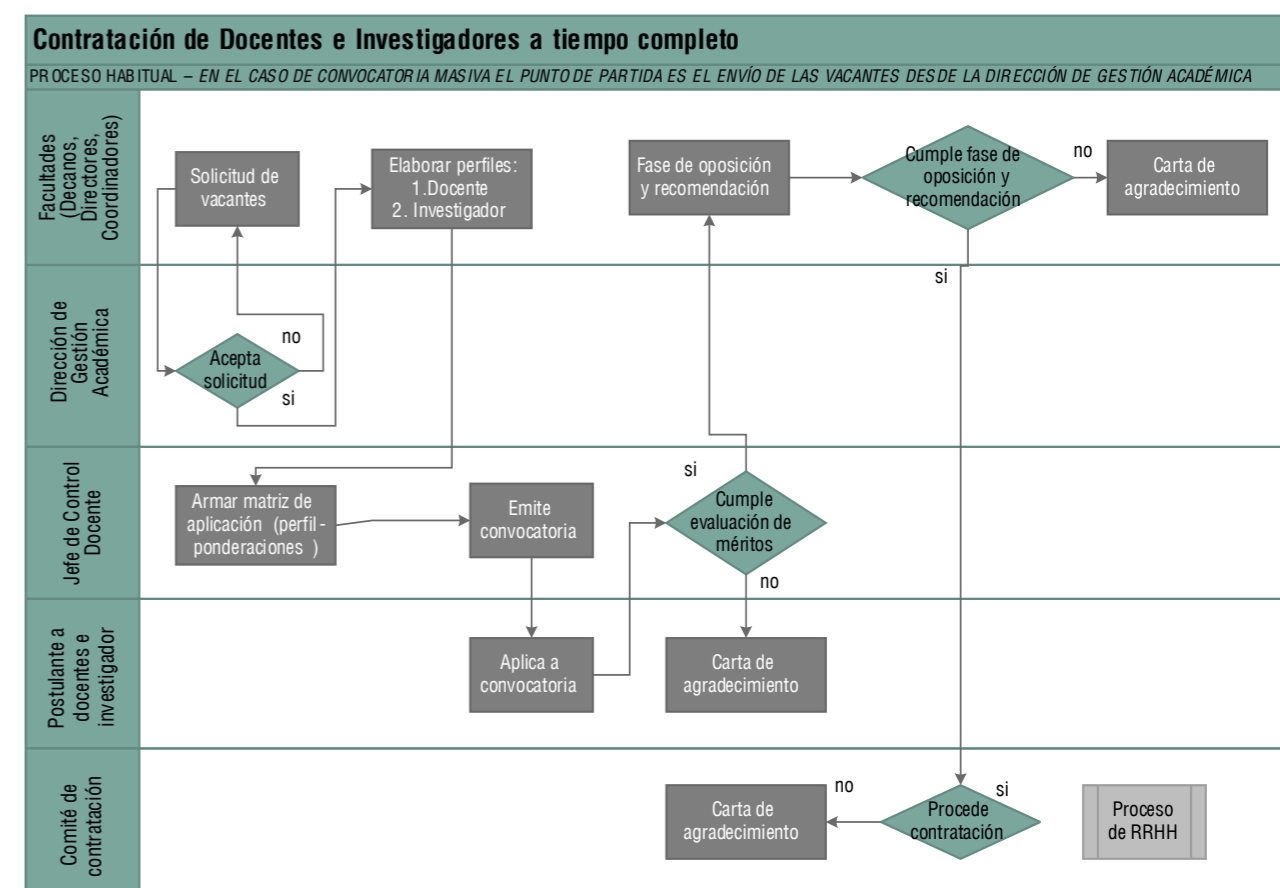 Contratación de Docentes e Investigadores a tiempo completo
PROCESO HABITUAL – EN EL CASO DE CONVOCATORIA MASIVA EL PUNTO DE PARTIDA ES EL ENVÍO DE LAS VACANTES DESDE LA DIRECCIÓN DE GESTIÓN ACADÉMICA
Facultades
(Decanos,
Directores,
Coordinadores)
Solicitud de
vacantes
Elaborar perfiles:
1.Docente
2. Investigador
Fase de oposición
y recomendación
Cumple fase de
oposición y
recomendación
no
Carta de
agradecimiento
si
Dirección de
Gestión
Académica
Acepta
solicitud
no
si
Jefe de Control
Docente
Armar matriz de
aplicación (perfil-
ponderaciones )
Emite
convocatoria
si
Cumple
evaluación de
méritos
no
Postulante a
docentes e
investigador
Aplica a
convocatoria
Carta de
agradecimiento
Comité de
contratación
Carta de
agradecimiento
no
Procede
contratación
si
Proceso
de RRHH